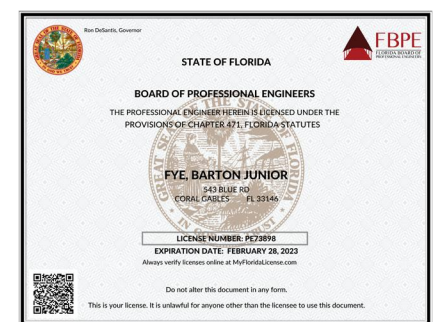 Ron DeSantis, Governor
FBPE
FLORIDA BOARD OF
PROFESSIONAL ENGINEERS
STATE OF FLORIDA
BOARD OF PROFESSIONAL ENGINEERS
THE PROFESSIONAL ENGINEER HEREIN IS LICENSED UNDER THE
PROVISIONS OF CHAPTER 471, FLORIDA STATUTES
FYE, BARTON JUNIOR
543 BLUE RD
CORAL GABLES FL 33146
LICENSE NUMBER: PE73898
EXPIRATION DATE: FEBRUARY 28, 2023
Always verify licenses online at MyFloridaLicense.com
Do not alter this document in any form.
This is your license. It is unlawful for anyone other than the licensee to use this document.